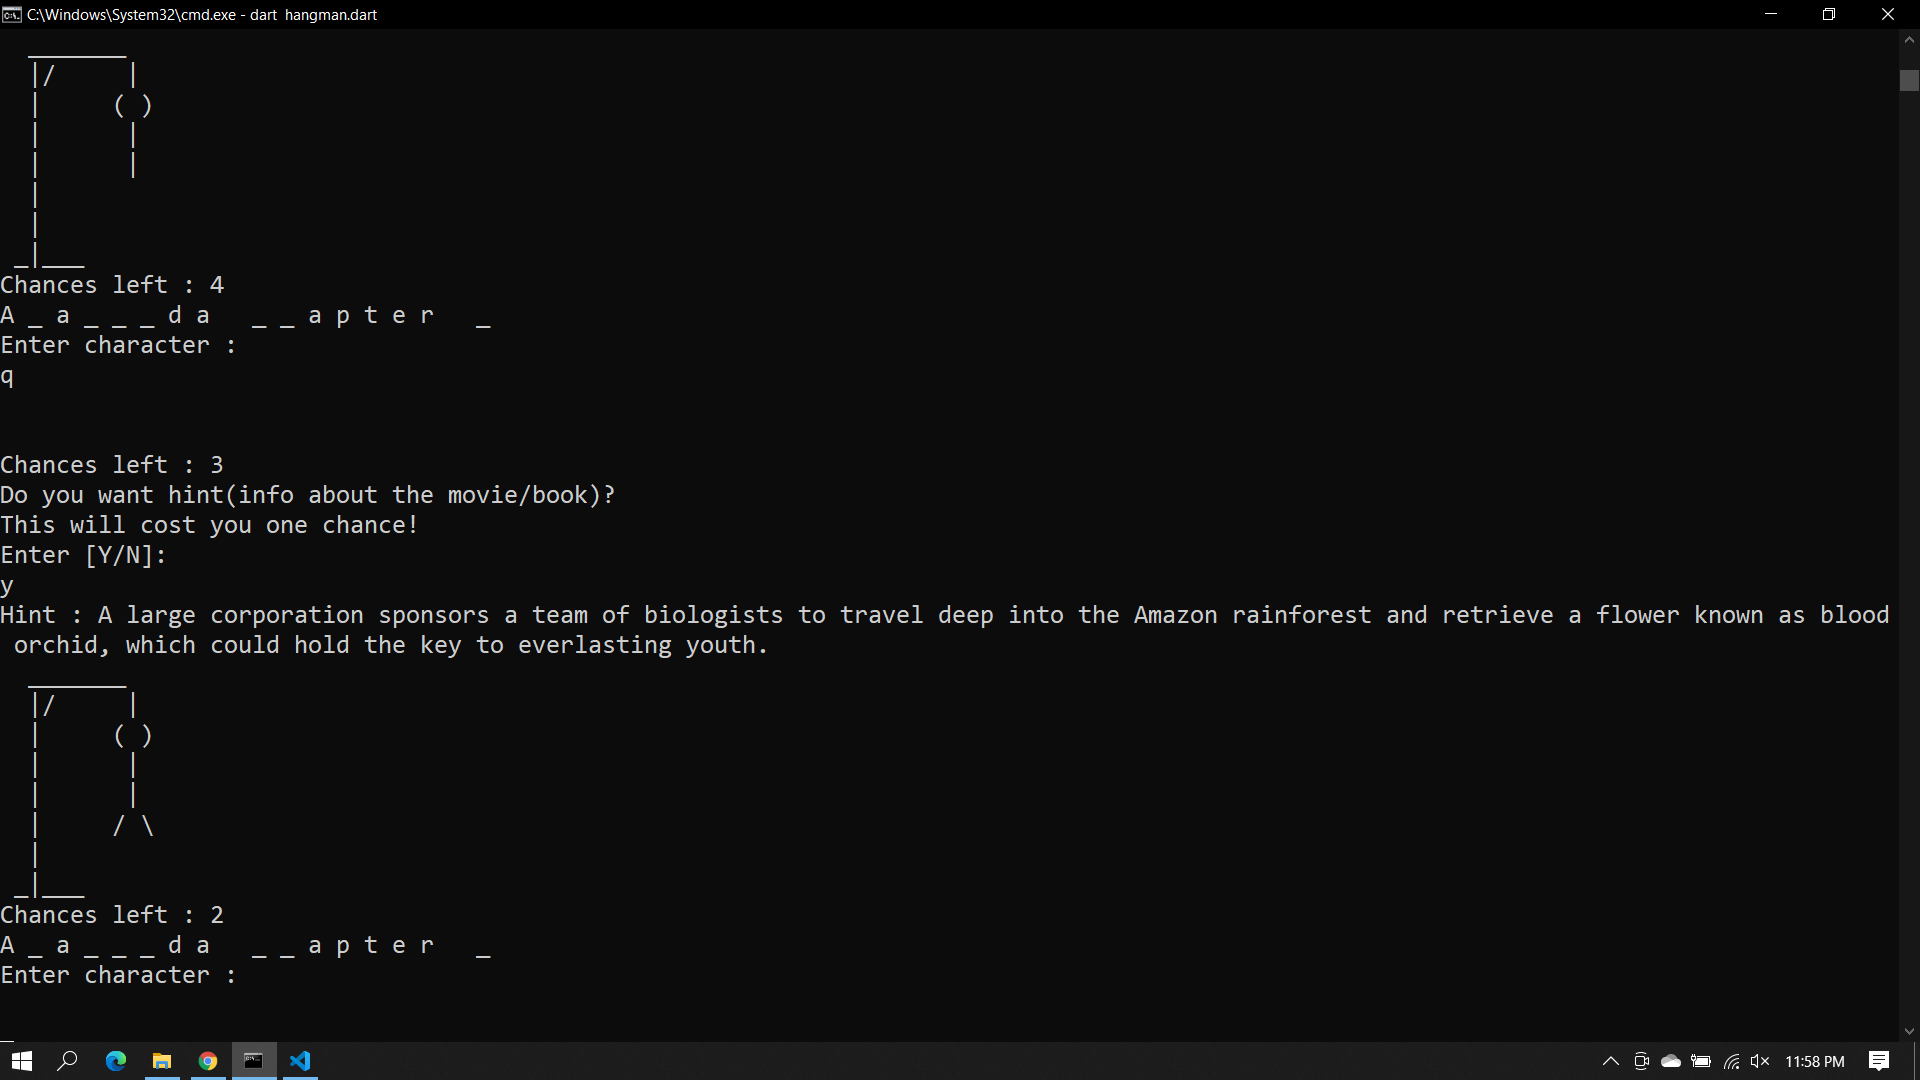 C:\Windows\System32\cmd.exe - dart  hangman.dart
  _______
  |/     |
  |     ( )
  |      |
  |      |
  |
  |
 _|___
Chances left : 4
A _ a _ _ _ d a   _ _ a p t e r   _
Enter character :
q
Chances left : 3
Do you want hint(info about the movie/book)?
This will cost you one chance!
Enter [Y/N]:
y
Hint : A large corporation sponsors a team of biologists to travel deep into the Amazon rainforest and retrieve a flower known as blood
 orchid, which could hold the key to everlasting youth.
  _______
  |/     |
  |     ( )
  |      |
  |      |
  |     / \
  |
 _|___
Chances left : 2
A _ a _ _ _ d a   _ _ a p t e r   _
Enter character :
11:58 PM